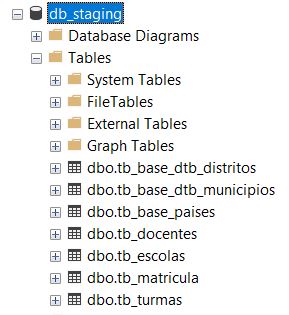 db_staging
Database Diagrams
Tables
System Tables
FileTables
External Tables
Graph Tables
dbo.tb_base_dtb_distritos
dbo.tb_base_dtb_municipios
dbo.tb_base_paises
dbo.tb_docentes
dbo.tb_escolas
dbo.tb_matricula
dbo.tb_turmas